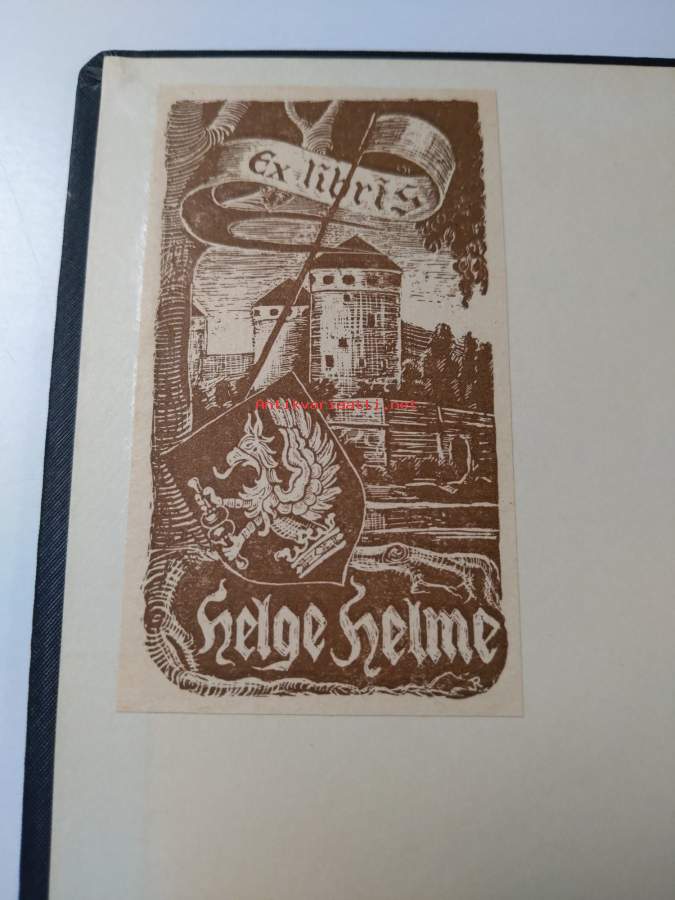 Ex libris
Antikvariaatti.net
Helge Helme
R